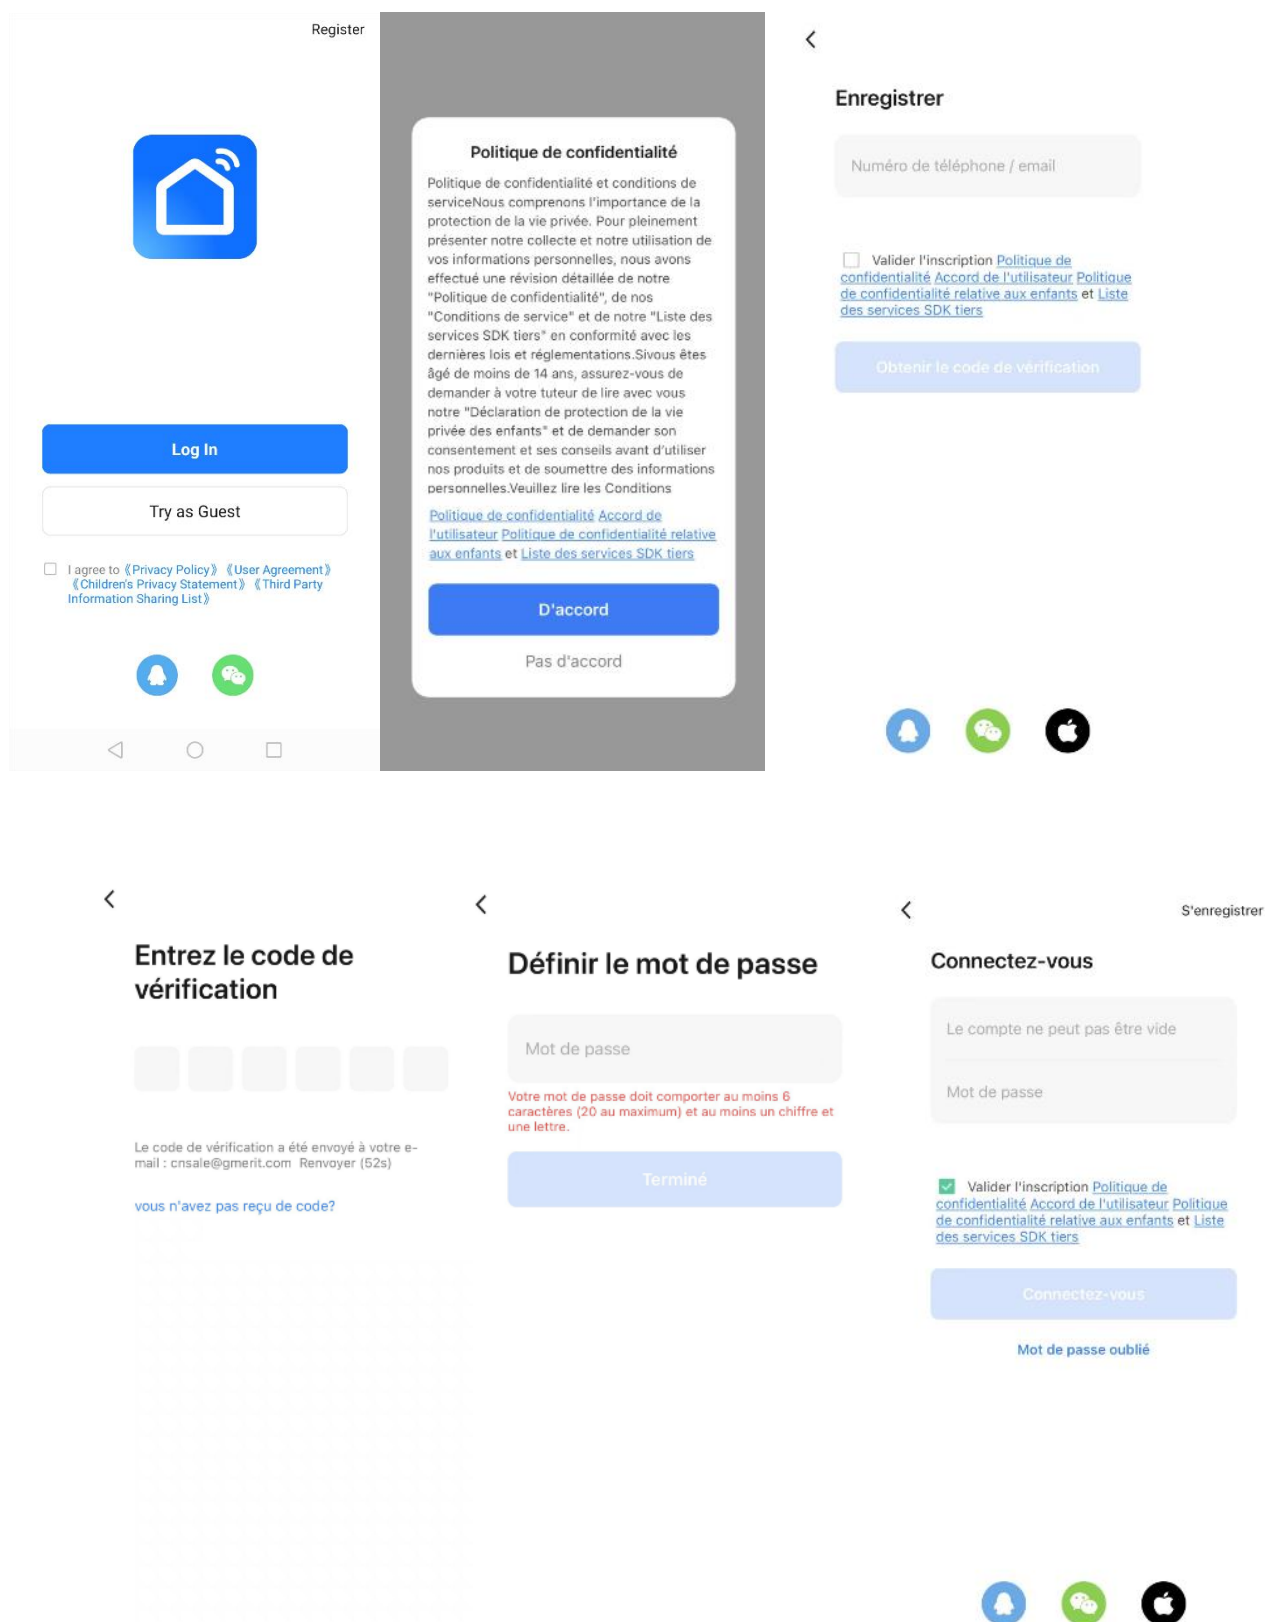 Register
Log In
Try as Guest
I agree to《Privacy Policy》《User Agreement》
《Children's Privacy Statement》《Third Party
Information Sharing List》
Politique de confidentialité
Politique de confidentialité et conditions de
serviceNous comprenons l'importance de la
protection de la vie privée. Pour pleinement
présenter notre collecte et notre utilisation de
vos informations personnelles, nous avons
effectué une révision détaillée de notre
"Politique de confidentialité", de nos
"Conditions de service" et de notre "Liste des
services SDK tiers" en conformité avec les
dernières lois et réglementations.Sivous êtes
âgé de moins de 14 ans, assurez-vous de
demander à votre tuteur de lire avec vous
notre "Déclaration de protection de la vie
privée des enfants" et de demander son
consentement et ses conseils avant d'utiliser
nos produits et de soumettre des informations
personnelles.Veuillez lire les Conditions
Politique de confidentialité Accord de
l'utilisateur Politique de confidentialité relative
aux enfants et Liste des services SDK tiers
D'accord
Pas d'accord
Enregistrer
Numéro de téléphone / email
Valider l'inscription Politique de
confidentialité Accord de l'utilisateur Politique
de confidentialité relative aux enfants et Liste
des services SDK tiers
Obtenir le code de vérification
Entrez le code de
vérification
Le code de vérification a été envoyé à votre e-
mail : cnsale@gmerit.com Renvoyer (52s)
vous n'avez pas reçu de code?
Définir le mot de passe
Mot de passe
Votre mot de passe doit comporter au moins 6
caractères (20 au maximum) et au moins un chiffre et
une lettre.
Terminé
S'enregistrer
Connectez-vous
Le compte ne peut pas être vide
Mot de passe
Valider l'inscription Politique de
confidentialité Accord de l'utilisateur Politique
de confidentialité relative aux enfants et Liste
des services SDK tiers
Connectez-vous
Mot de passe oublié